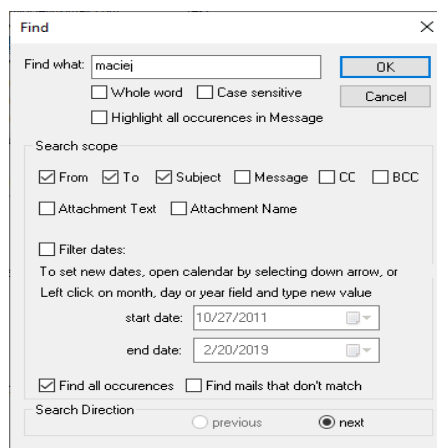 Find
Find what: maciej OK
Whole word Case sensitive Cancel
Highlight all occurences in Message
Search scope
From To Subject Message CC BCC
Attachment Text Attachment Name
Filter dates:
To set new dates, open calendar by selecting down arrow, or
Left click on month, day or year field and type new value
start date: 10/27/2011
end date: 2/20/2019
Find all occurences Find mails that don't match
Search Direction
previous next